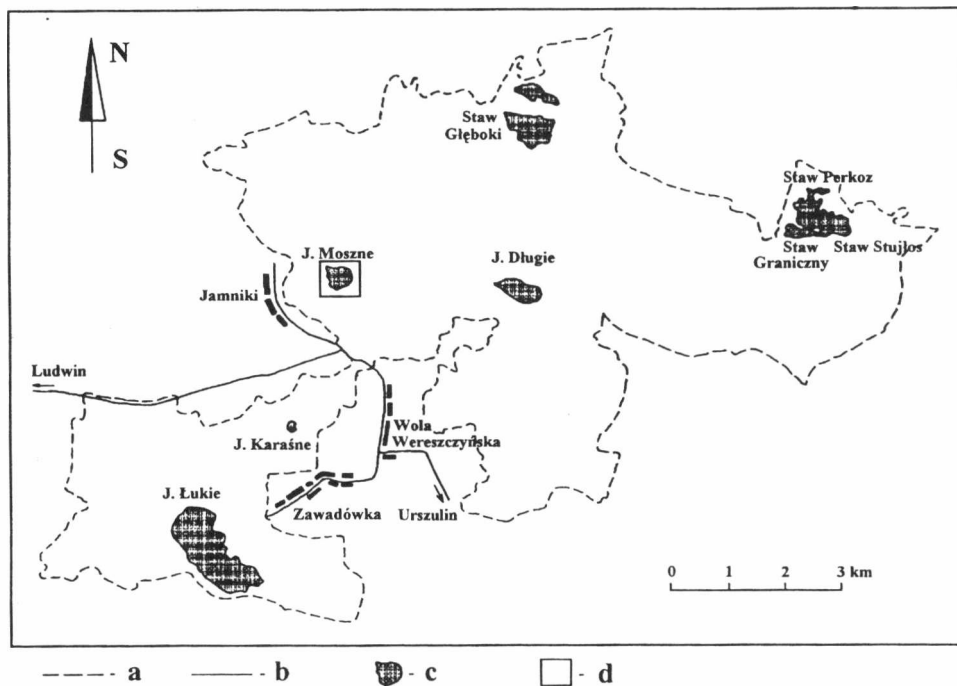 N
S
Staw
Głęboki
Staw Perkoz
Staw
Graniczny
Staw Stujłos
J. Moszne
J. Długie
Jamniki
Ludwin
J. Karaśne
Wola
Wereszczyńska
J. Łukie
Zawadówka
Urszulin
0 1 2 3 km
- a
- b
- c
- d